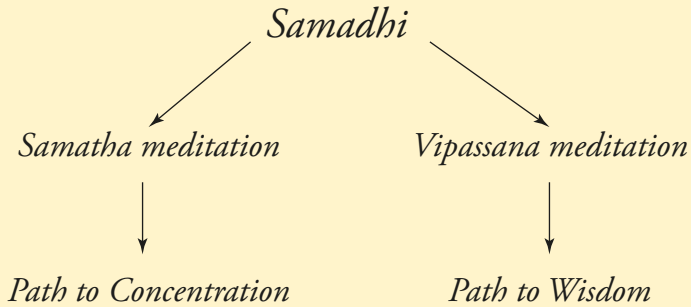 Samadhi
Samatha meditation
Vipassana meditation
Path to Concentration
Path to Wisdom